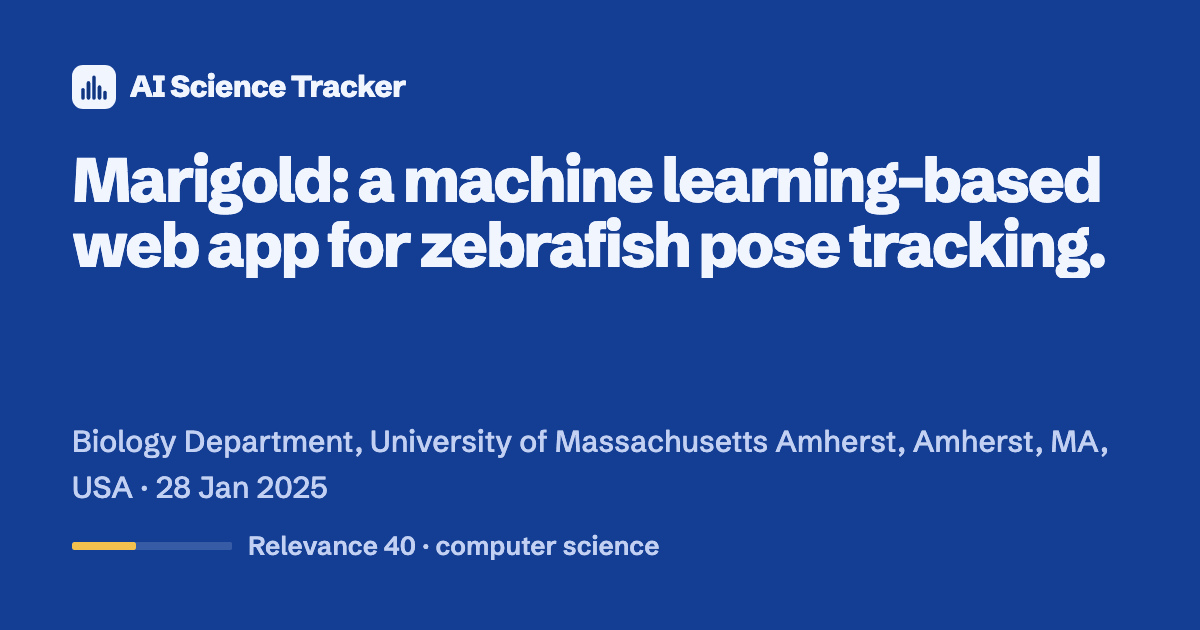 AI Science Tracker
Marigold: a machine learning-based
web app for zebrafish pose tracking.
Biology Department, University of Massachusetts Amherst, Amherst, MA,
USA · 28 Jan 2025
Relevance 40 · computer science